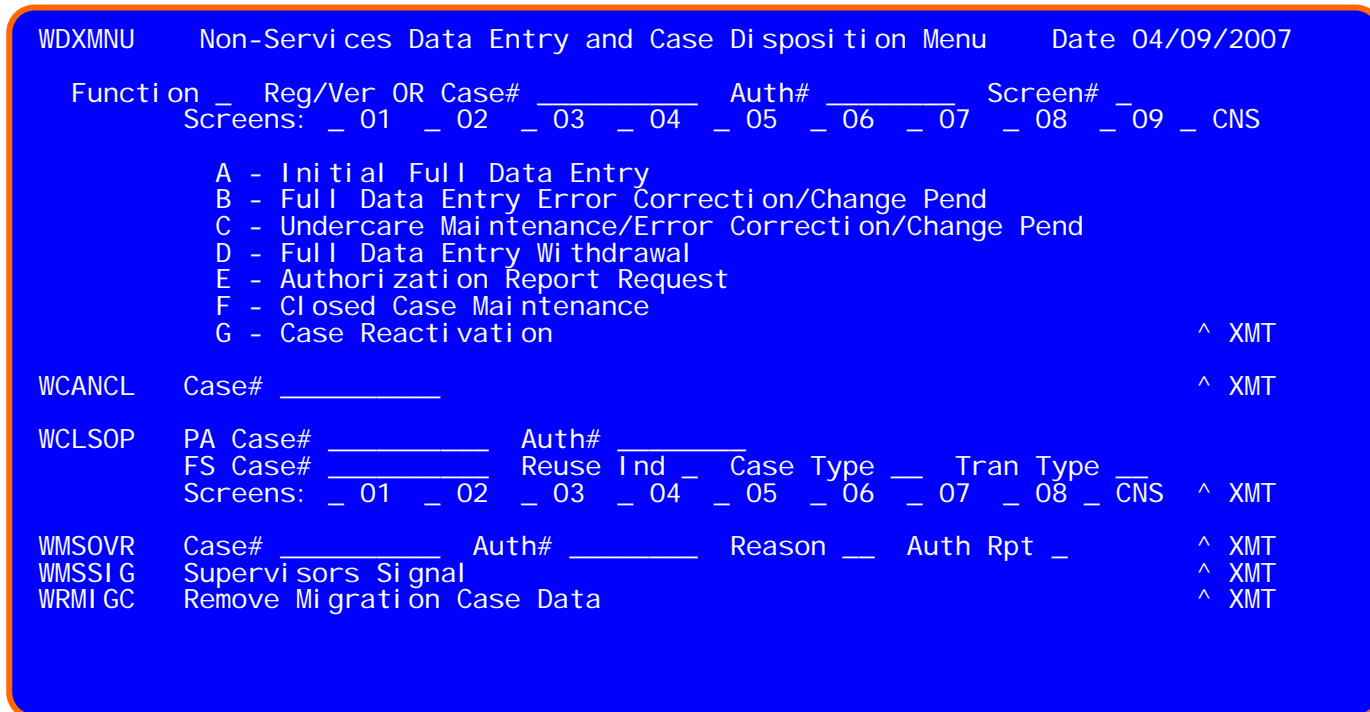 WDXMNU Non-Services Data Entry and Case Disposition Menu Date 04/09/2007
Function _ Reg/Ver OR Case# __________ Auth# ________ Screen# _
Screens: _ 01 _ 02 _ 03 _ 04 _ 05 _ 06 _ 07 _ 08 _ 09 _ CNS
A - Initial Full Data Entry
B - Full Data Entry Error Correction/Change Pend
C - Undercare Maintenance/Error Correction/Change Pend
D - Full Data Entry Withdrawal
E - Authorization Report Request
F - Closed Case Maintenance
G - Case Reactivation ^ XMT
WCANCL Case# __________ ^ XMT
WCLSOP PA Case# __________ Auth# ________
FS Case# __________ Reuse Ind _ Case Type __ Tran Type __
Screens: _ 01 _ 02 _ 03 _ 04 _ 05 _ 06 _ 07 _ 08 _ CNS ^ XMT
WMSOVR Case# __________ Auth# ________ Reason __ Auth Rpt _ ^ XMT
WMSSIG Supervisors Signal ^ XMT
WRMIGC Remove Migration Case Data ^ XMT